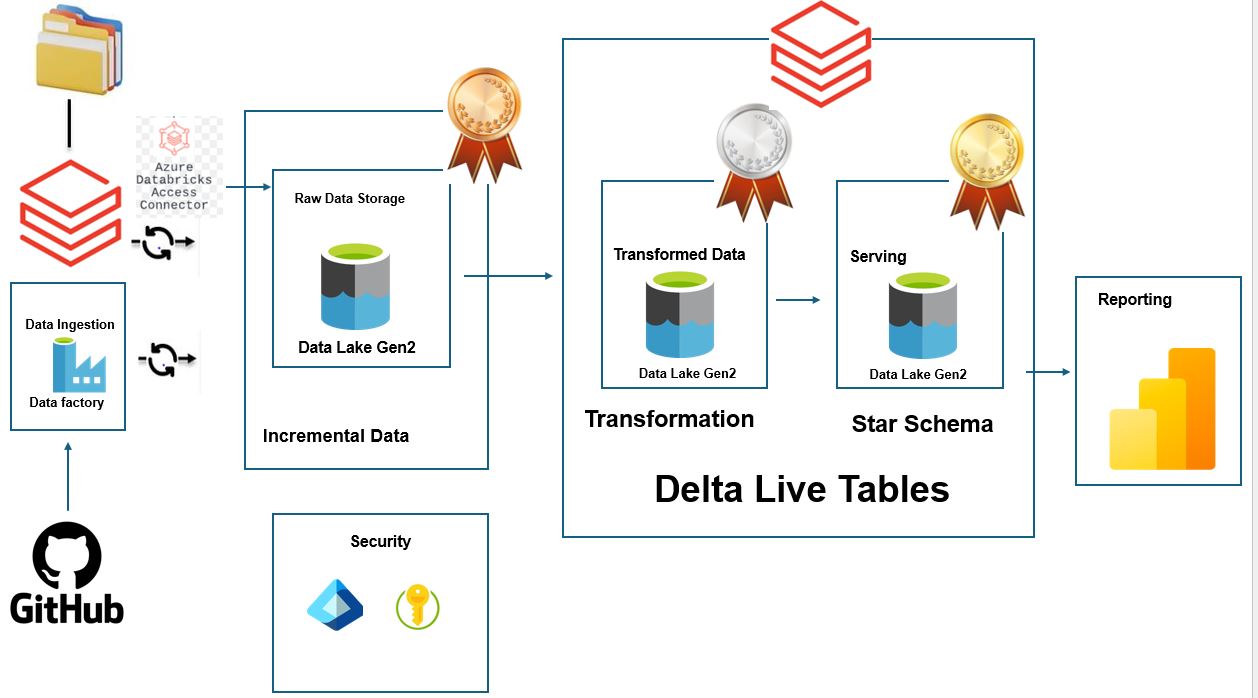 Azure
Databricks
Access
Connector
Raw Data Storage
Data Lake Gen2
Incremental Data
Data Ingestion
Data factory
GitHub
Security
Transformed Data
Data Lake Gen2
Transformation
Serving
Data Lake Gen2
Star Schema
Delta Live Tables
Reporting